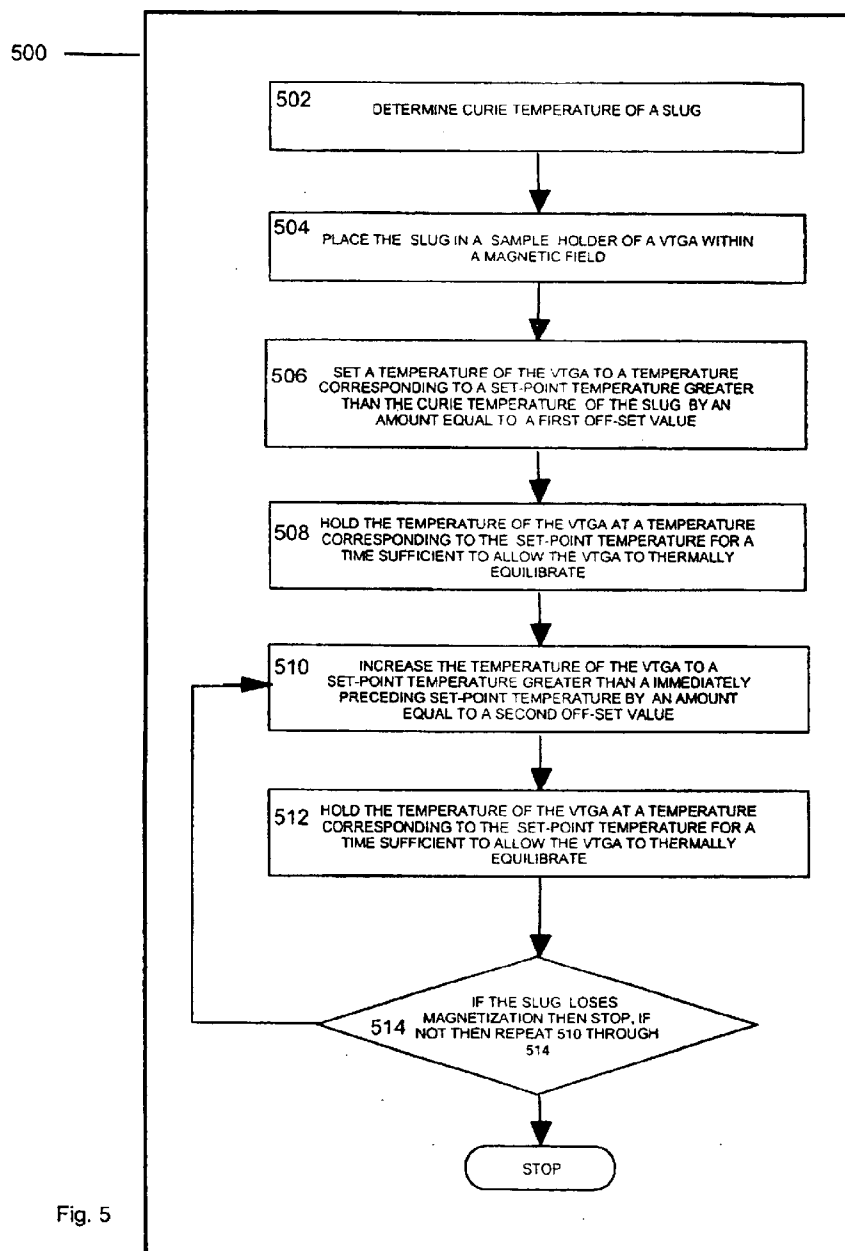 500
502
DETERMINE CURIE TEMPERATURE OF A SLUG
504
PLACE THE SLUG IN A SAMPLE HOLDER OF A VTGA WITHIN
A MAGNETIC FIELD
506
SET A TEMPERATURE OF THE VTGA TO A TEMPERATURE
CORRESPONDING TO A SET-POINT TEMPERATURE GREATER
THAN THE CURIE TEMPERATURE OF THE SLUG BY AN
AMOUNT EQUAL TO A FIRST OFF-SET VALUE
508
HOLD THE TEMPERATURE OF THE VTGA AT A TEMPERATURE
CORRESPONDING TO THE SET-POINT TEMPERATURE FOR A
TIME SUFFICIENT TO ALLOW THE VTGA TO THERMALLY
EQUILIBRATE
510
INCREASE THE TEMPERATURE OF THE VTGA TO A
SET-POINT TEMPERATURE GREATER THAN A IMMEDIATELY
PRECEDING SET-POINT TEMPERATURE BY AN AMOUNT
EQUAL TO A SECOND OFF-SET VALUE
512
HOLD THE TEMPERATURE OF THE VTGA AT A TEMPERATURE
CORRESPONDING TO THE SET-POINT TEMPERATURE FOR A
TIME SUFFICIENT TO ALLOW THE VTGA TO THERMALLY
EQUILIBRATE
514
IF THE SLUG LOSES
MAGNETIZATION THEN STOP, IF
NOT THEN REPEAT 510 THROUGH
514
STOP
Fig. 5